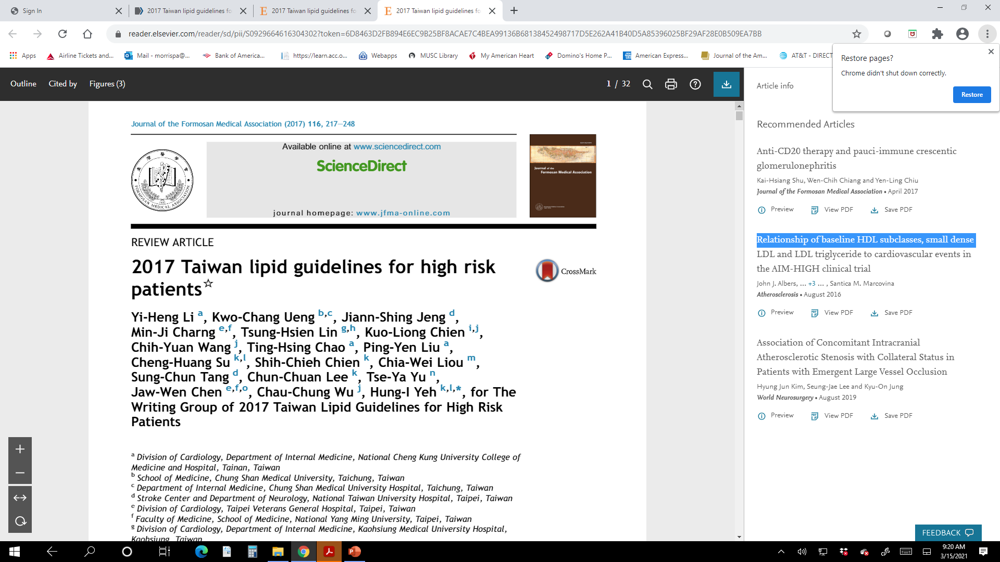 Sign In
2017 Taiwan lipid guidelines fo
2017 Taiwan lipid guidelines fo
2017 Taiwan lipid guidelines fo
reader.elsevier.com/reader/sd/pii/S0929664616304302?token=6D8463D2FB894E6EC9B25BF8ACAE7C4BEA99136B68138452498717D5E262A41B40D5A85396025BF29AF28E0B509EA7BB
Apps
Airline Tickets and...
Mail - morrispa@...
Bank of America...
https://learn.acc.o...
Webapps
MUSC Library
My American Heart
Domino's Home P...
American Express...
Journal of the Am...
AT&T - DIRECT
Restore pages?
Chrome didn't shut down correctly.
Restore
Outline
Cited by
Figures (3)
1 / 32
Journal of the Formosan Medical Association (2017) 116, 217–248
Available online at www.sciencedirect.com
ScienceDirect
journal homepage: www.jfma-online.com
FORMOSAN MEDICAL ASSOCIATION
1902
Journal of the
Formosan Medical Association
REVIEW ARTICLE
2017 Taiwan lipid guidelines for high risk
patients☆
CrossMark
Yi-Heng Li a, Kwo-Chang Ueng b,c, Jiann-Shing Jeng d,
Min-Ji Charng e,f, Tsung-Hsien Lin g,h, Kuo-Liong Chien i,j,
Chih-Yuan Wang j, Ting-Hsing Chao a, Ping-Yen Liu a,
Cheng-Huang Su k,l, Shih-Chieh Chien k, Chia-Wei Liou m,
Sung-Chun Tang d, Chun-Chuan Lee k, Tse-Ya Yu n,
Jaw-Wen Chen e,f,o, Chau-Chung Wu j, Hung-I Yeh k,l,*, for The
Writing Group of 2017 Taiwan Lipid Guidelines for High Risk
Patients
a Division of Cardiology, Department of Internal Medicine, National Cheng Kung University College of
Medicine and Hospital, Tainan, Taiwan
b School of Medicine, Chung Shan Medical University, Taichung, Taiwan
c Department of Internal Medicine, Chung Shan Medical University Hospital, Taichung, Taiwan
d Stroke Center and Department of Neurology, National Taiwan University Hospital, Taipei, Taiwan
e Division of Cardiology, Taipei Veterans General Hospital, Taipei, Taiwan
f Faculty of Medicine, School of Medicine, National Yang Ming University, Taipei, Taiwan
g Division of Cardiology, Department of Internal Medicine, Kaohsiung Medical University Hospital,
Kaohsiung, Taiwan
Article info
Recommended Articles
Anti-CD20 therapy and pauci-immune crescentic
glomerulonephritis
Kai-Hsiang Shu, Wen-Chih Chiang and Yen-Ling Chiu
Journal of the Formosan Medical Association • April 2017
Preview
View PDF
Save PDF
Relationship of baseline HDL subclasses, small dense
LDL and LDL triglyceride to cardiovascular events in
the AIM-HIGH clinical trial
John J. Albers, ... +3 ... , Santica M. Marcovina
Atherosclerosis • August 2016
Preview
View PDF
Save PDF
Association of Concomitant Intracranial
Atherosclerotic Stenosis with Collateral Status in
Patients with Emergent Large Vessel Occlusion
Hyung Jun Kim, Seung-Jae Lee and Kyu-On Jung
World Neurosurgery • August 2019
Preview
View PDF
Save PDF
FEEDBACK
9:20 AM
3/15/2021